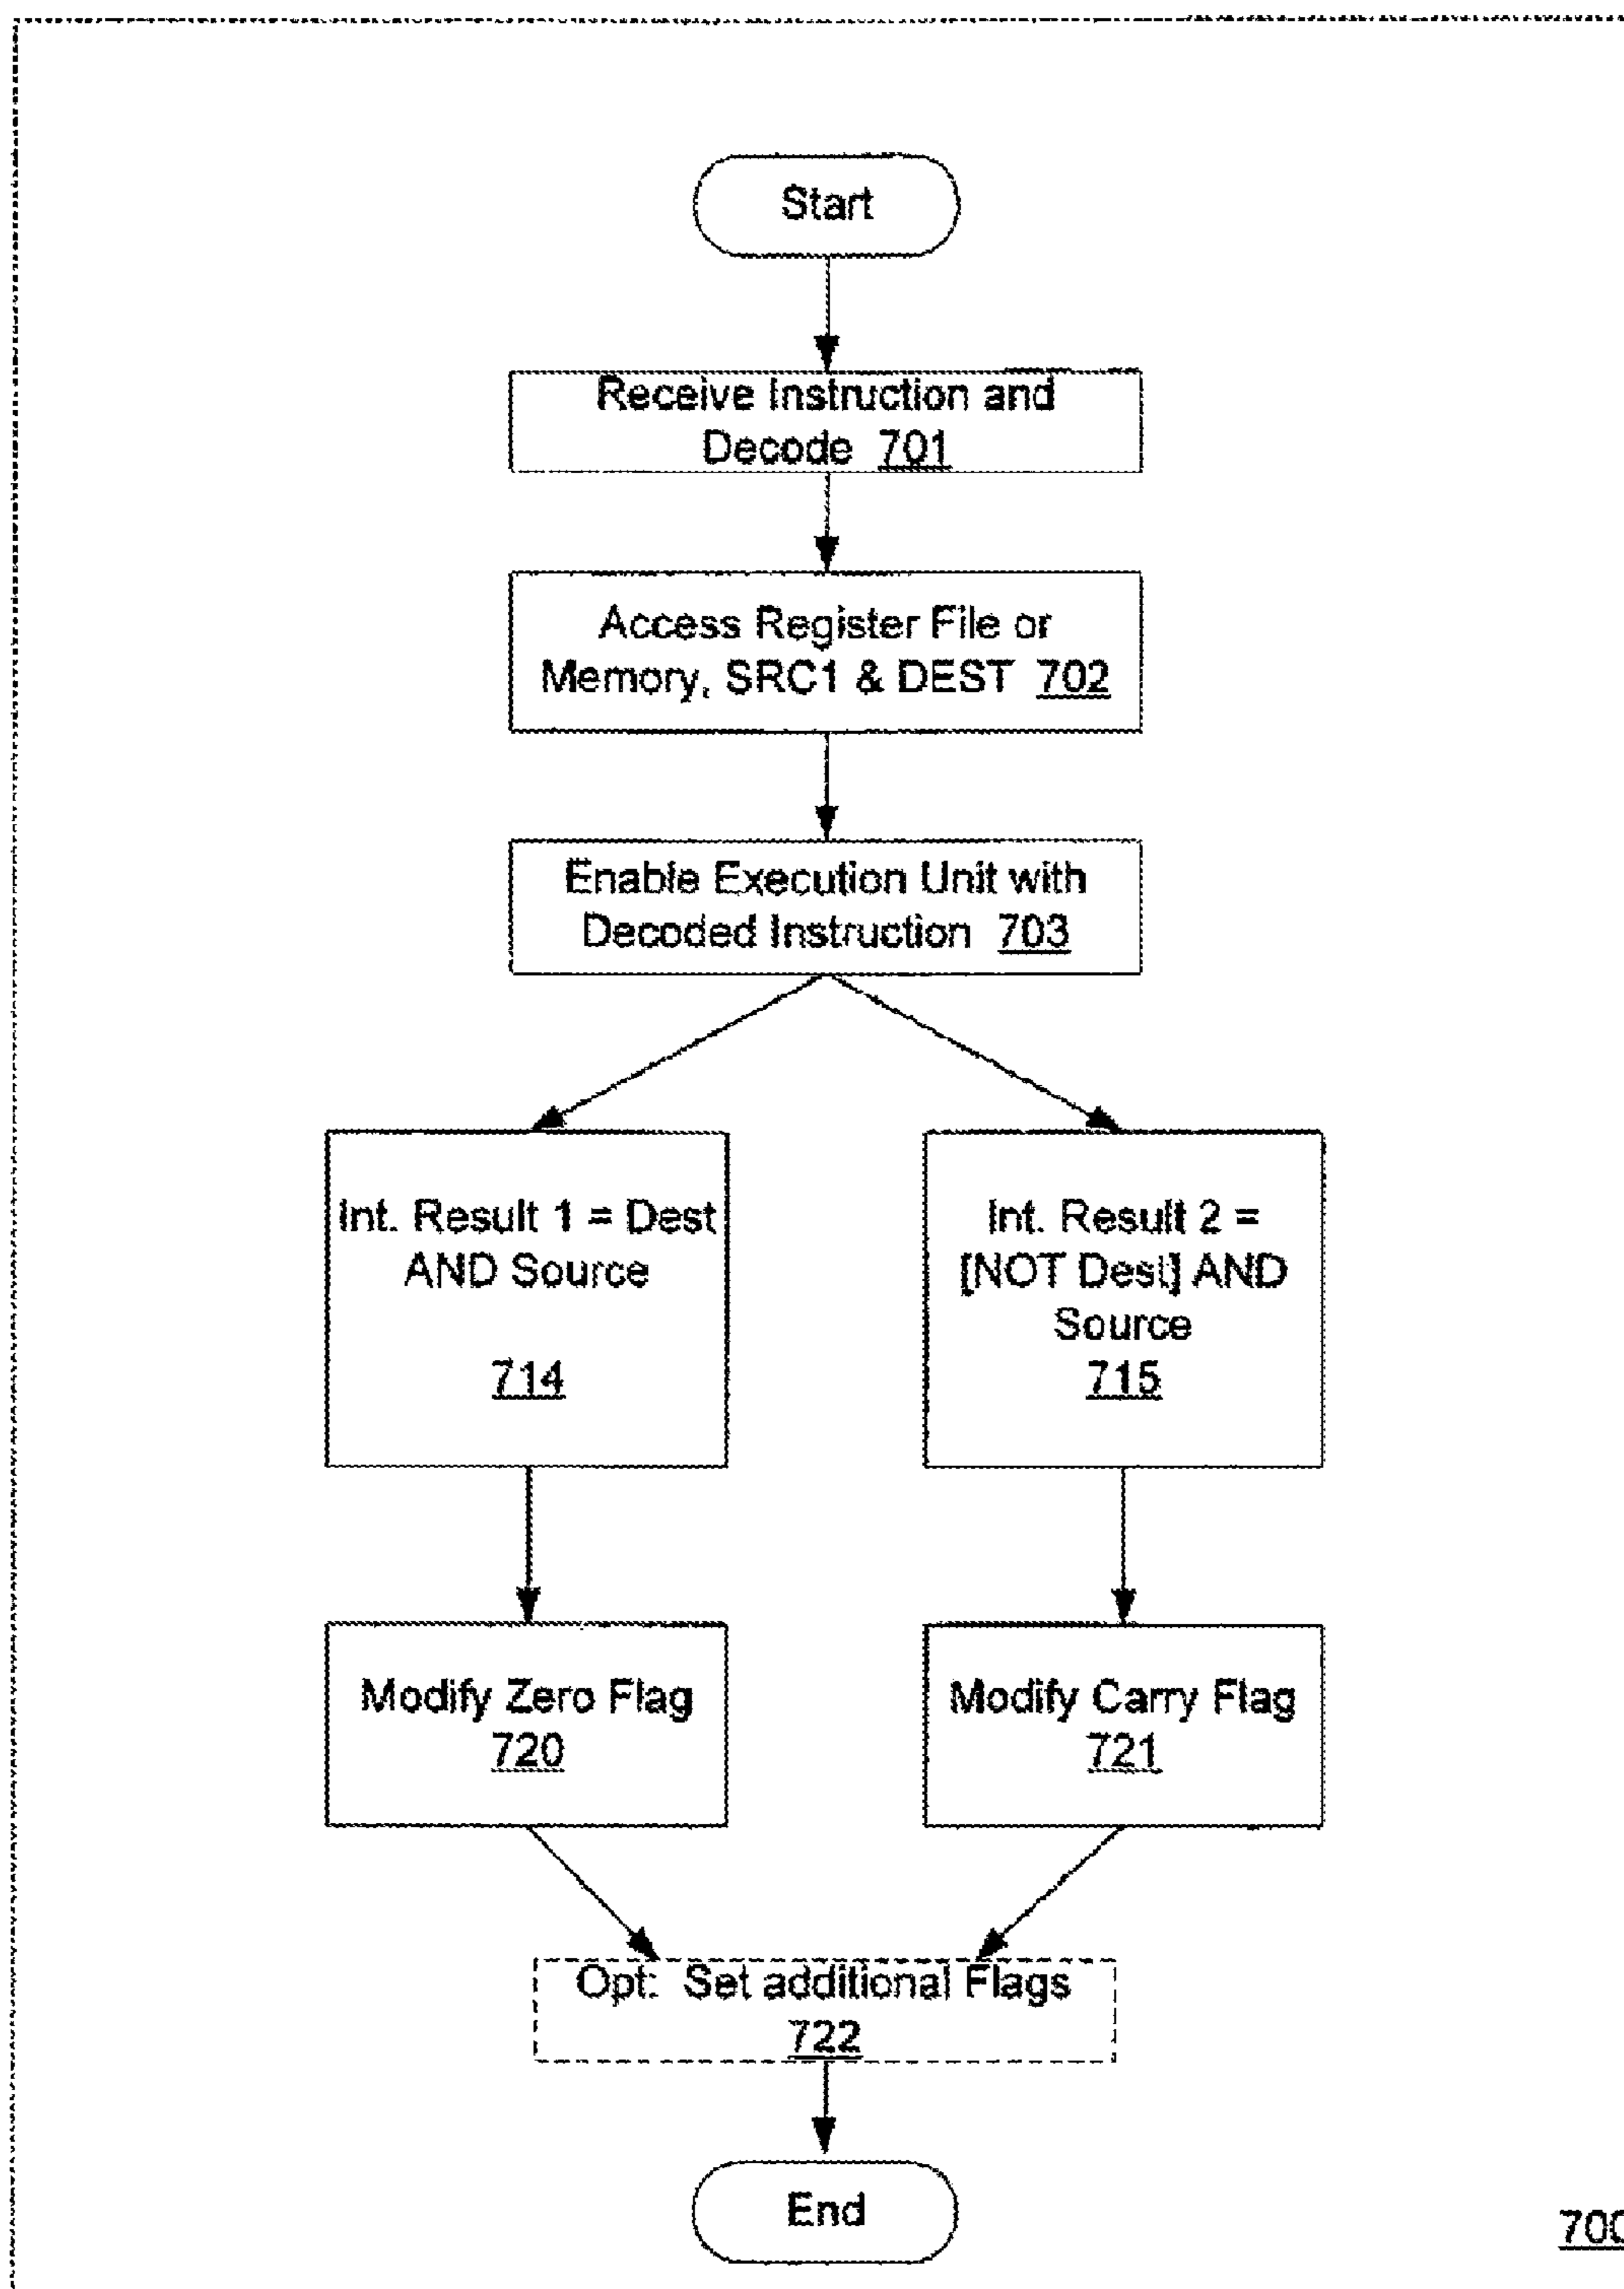 Start
Receive Instruction and
Decode 701
Access Register File or
Memory, SRC1 & DEST 702
Enable Execution Unit with
Decoded Instruction 703
Int. Result 1 = Dest
AND Source
714
Int. Result 2 =
[NOT Dest] AND
Source
715
Modify Zero Flag
720
Modify Carry Flag
721
Opt: Set additional Flags
722
End
700